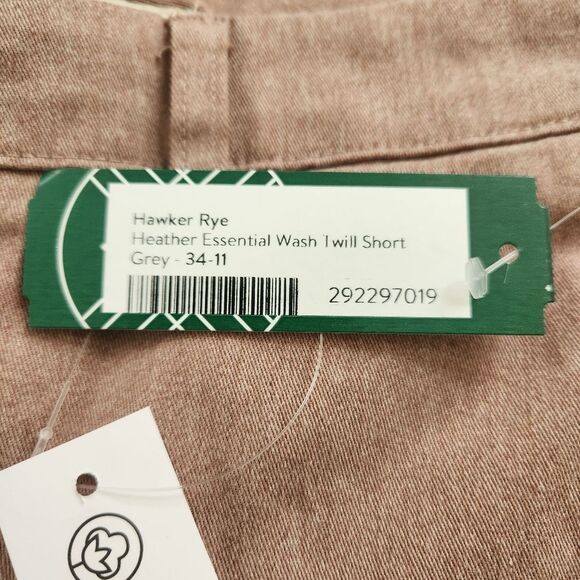 Hawker Rye
Heather Essential Wash Twill Short
Grey - 34-11
292297019